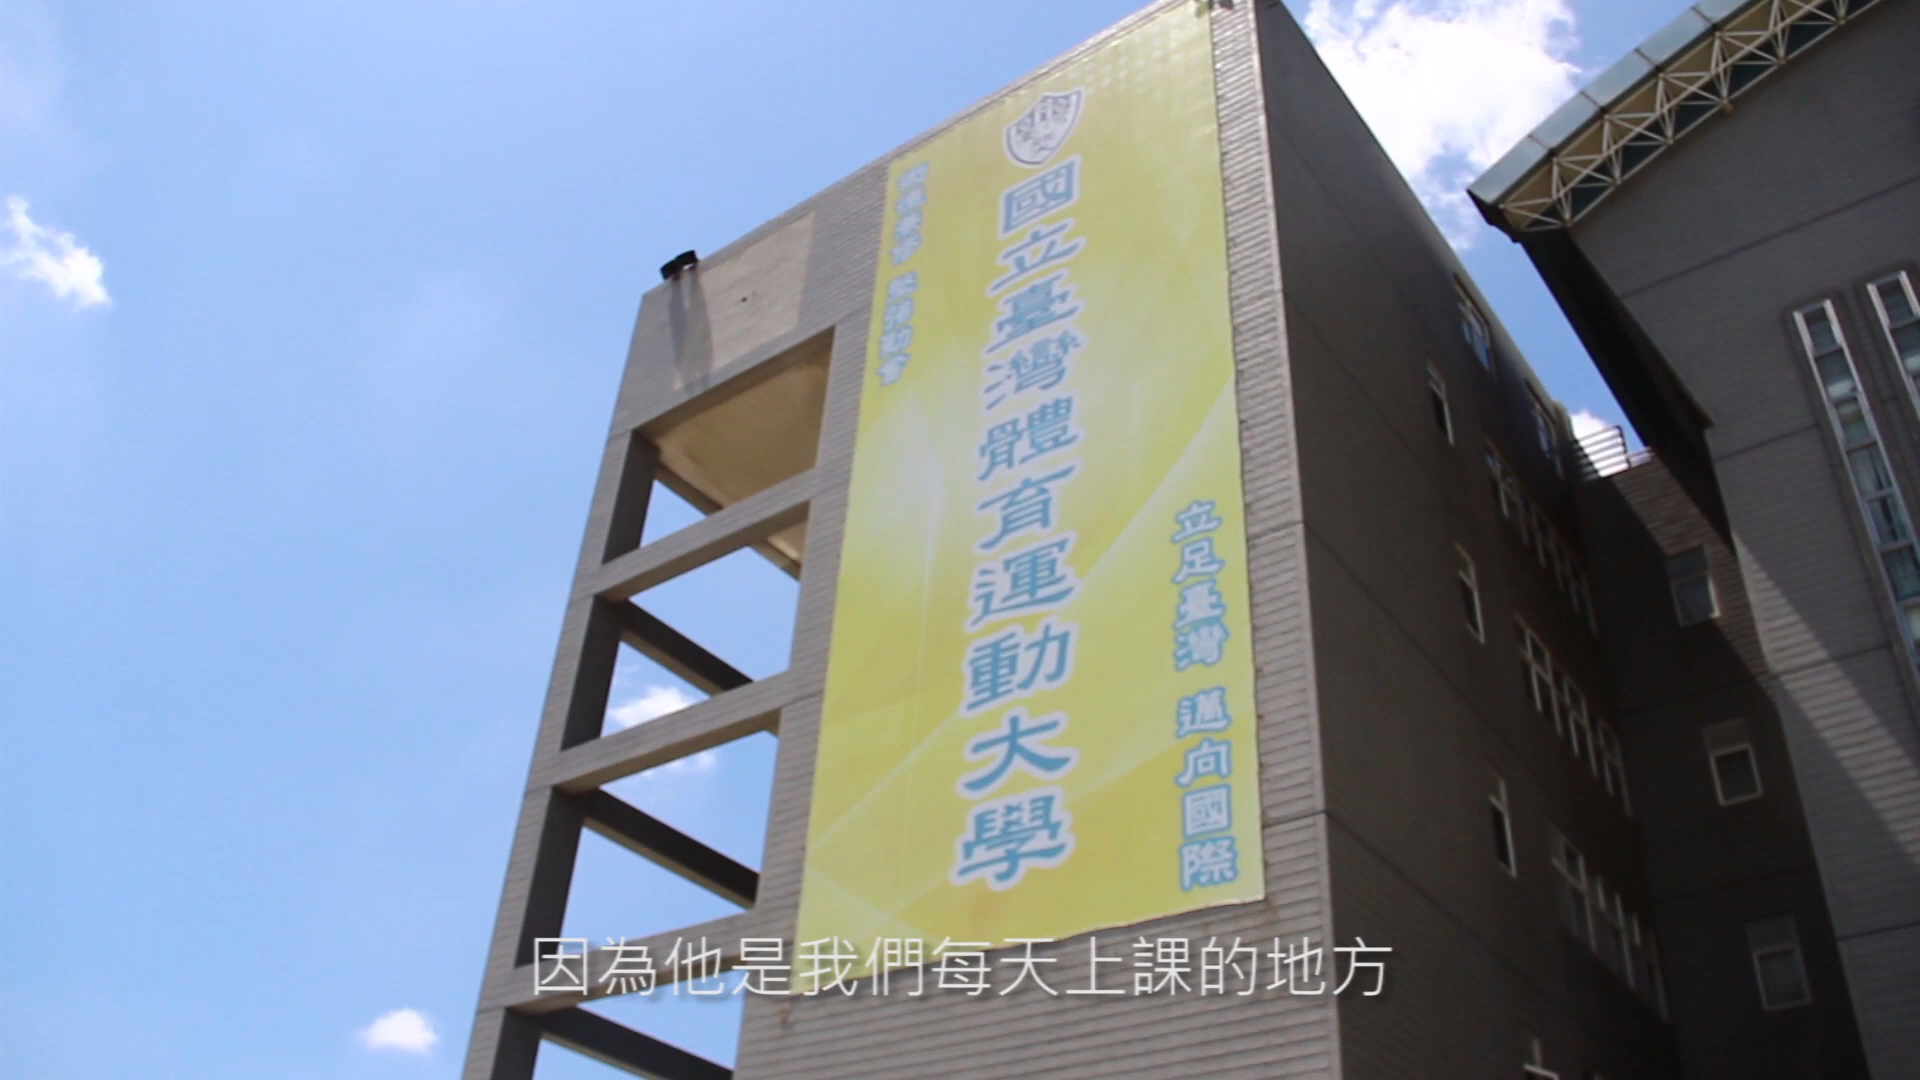 國立臺灣體育運動大學
立足臺灣 邁向國際
因為他是我們每天上課的地方